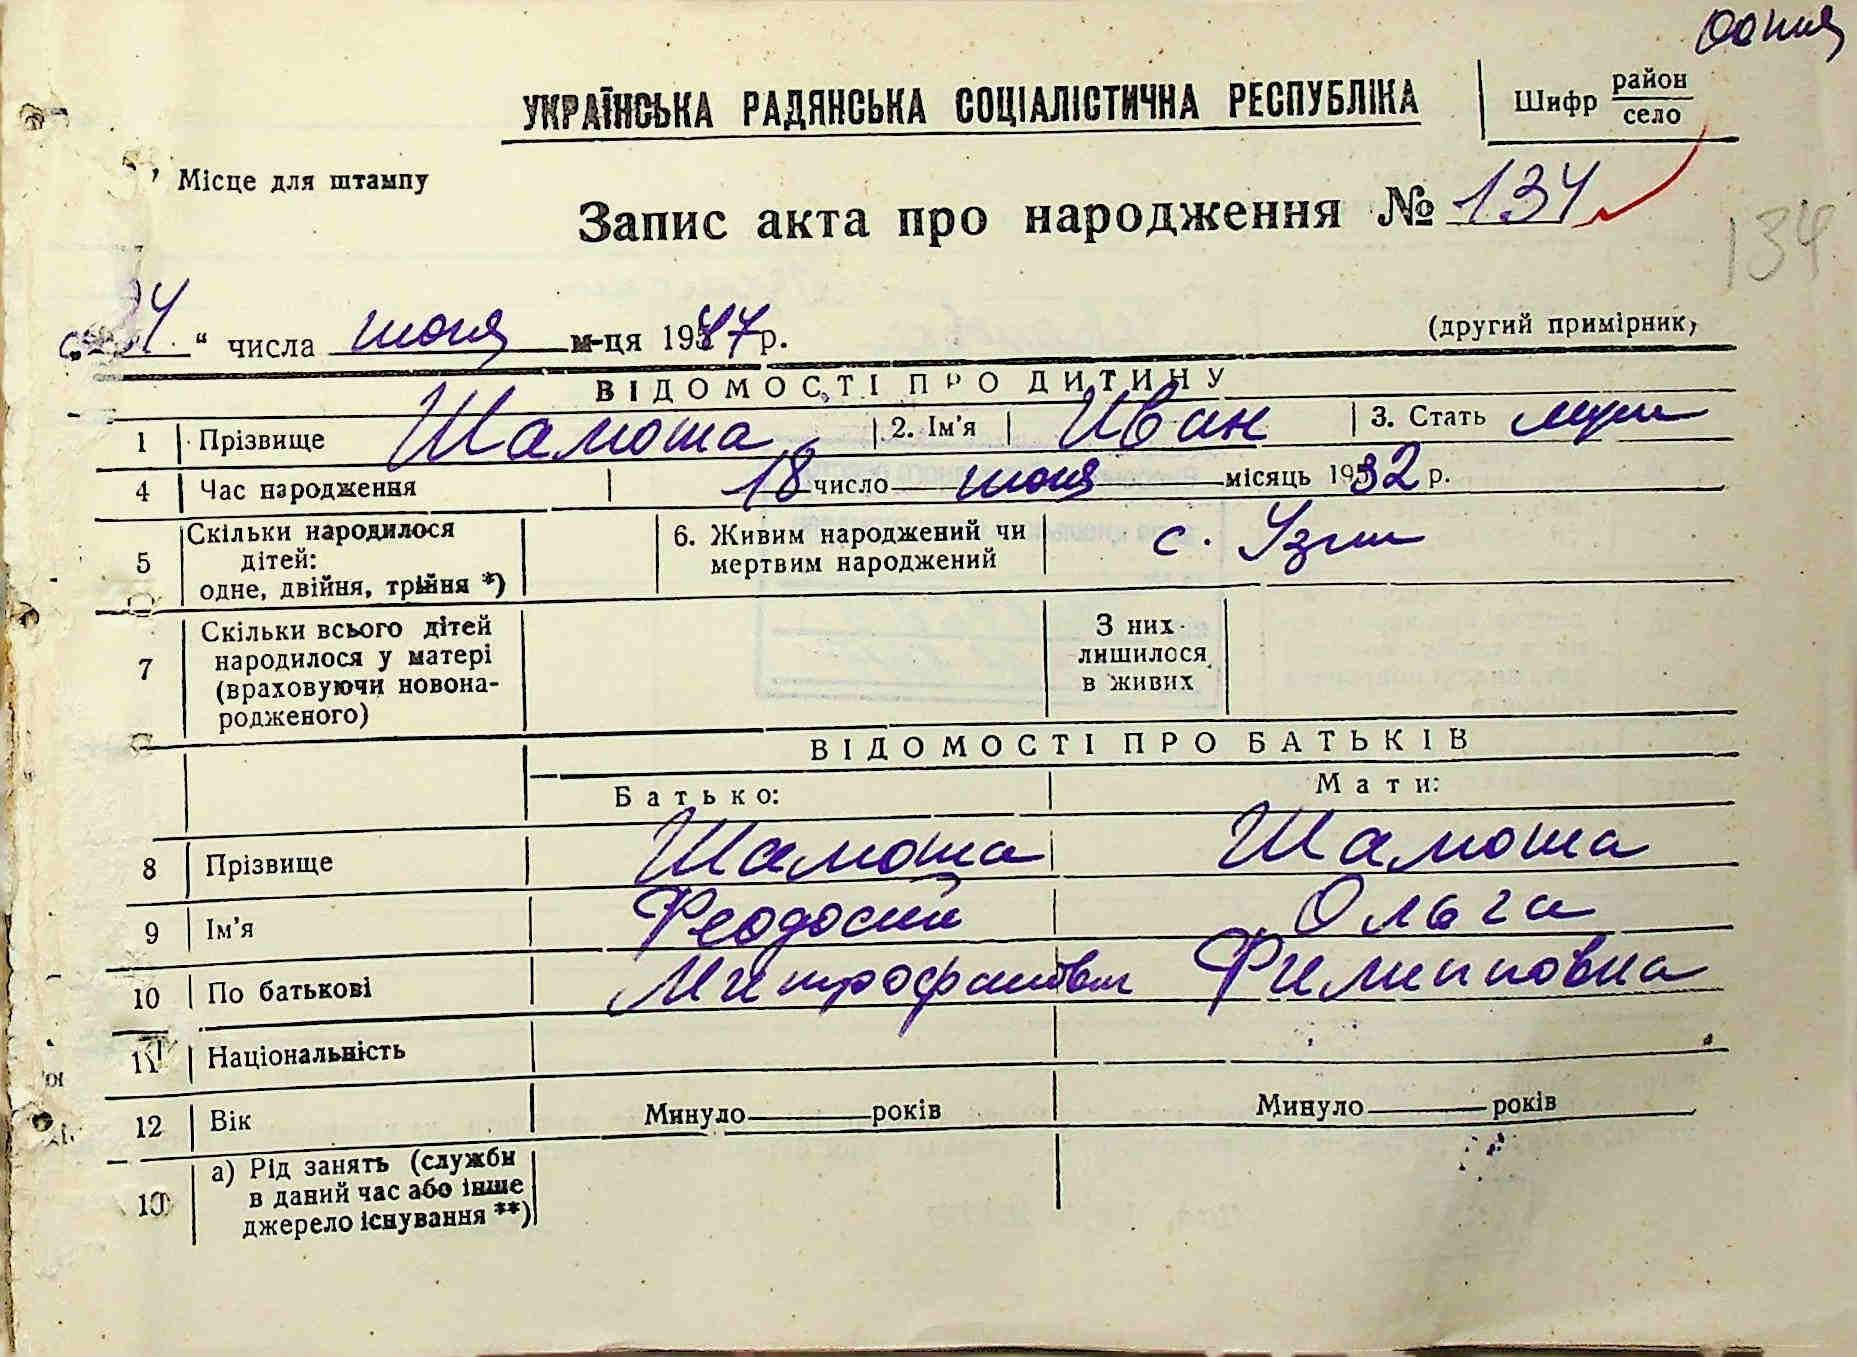 УКРАЇНСЬКА РАДЯНСЬКА СОЦІАЛІСТИЧНА РЕСПУБЛІКА
Шифр район
село
Місце для штампу
Запис акта про народження № 134
134
"24" числа июня м-ця 1947 р.
(другий примірник)
ВІДОМОСТІ ПРО ДИТИНУ
1 Прізвище Шамоша 2. Ім'я Иван 3. Стать муж
4 Час народження 18 число июня місяць 1932 р.
5 Скільки народилося дітей: одне, двійня, трійня *) 6. Живим народжений чи мертвим народжений с. Узин
7 Скільки всього дітей народилося у матері (враховуючи новонародженого) З них лишилося в живих
ВІДОМОСТІ ПРО БАТЬКІВ
Батько: Мати:
8 Прізвище Шамоша Шамоша
9 Ім'я Феодосий Ольга
10 По батькові Митрофанович Филипповна
11 Національність
12 Вік Минуло років Минуло років
13 а) Рід занять (служби в даний час або інше джерело існування **)